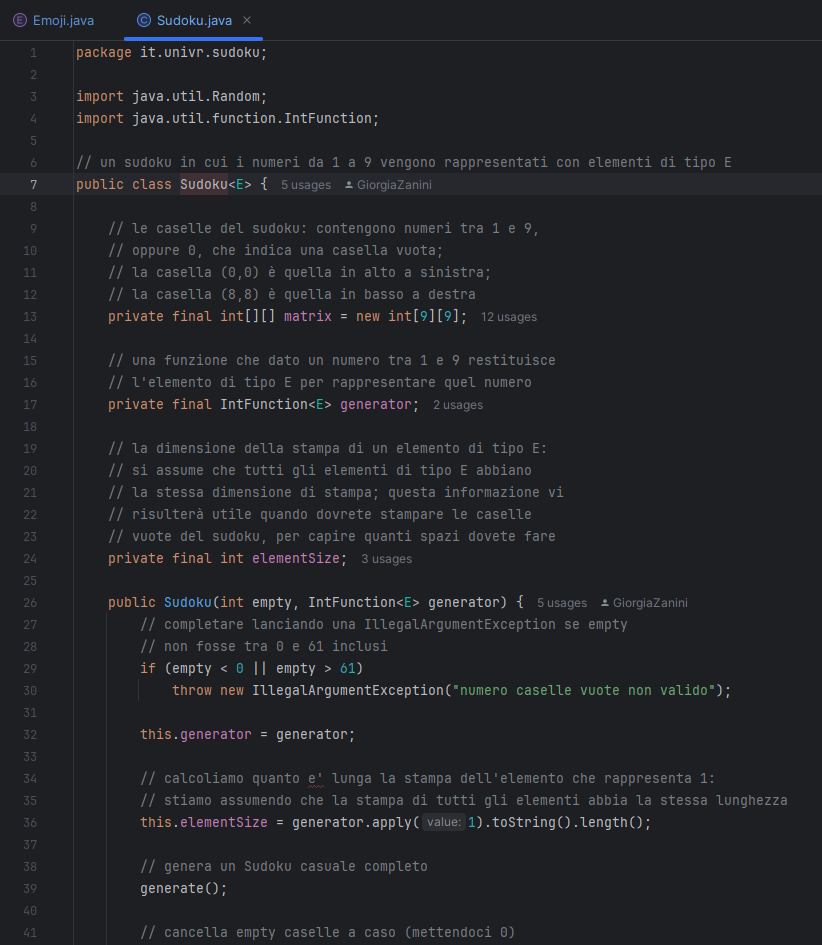 E Emoji.java C Sudoku.java ×
1 package it.univr.sudoku;
2
3 import java.util.Random;
4 import java.util.function.IntFunction;
5
6 // un sudoku in cui i numeri da 1 a 9 vengono rappresentati con elementi di tipo E
7 public class Sudoku<E> { 5 usages GiorgiaZanini
8
9 // le caselle del sudoku: contengono numeri tra 1 e 9,
10 // oppure 0, che indica una casella vuota;
11 // la casella (0,0) è quella in alto a sinistra;
12 // la casella (8,8) è quella in basso a destra
13 private final int[][] matrix = new int[9][9]; 12 usages
14
15 // una funzione che dato un numero tra 1 e 9 restituisce
16 // l'elemento di tipo E per rappresentare quel numero
17 private final IntFunction<E> generator; 2 usages
18
19 // la dimensione della stampa di un elemento di tipo E:
20 // si assume che tutti gli elementi di tipo E abbiano
21 // la stessa dimensione di stampa; questa informazione vi
22 // risulterà utile quando dovrete stampare le caselle
23 // vuote del sudoku, per capire quanti spazi dovete fare
24 private final int elementSize; 3 usages
25
26 public Sudoku(int empty, IntFunction<E> generator) { 5 usages GiorgiaZanini
27 // completare lanciando una IllegalArgumentException se empty
28 // non fosse tra 0 e 61 inclusi
29 if (empty < 0 || empty > 61)
30 throw new IllegalArgumentException("numero caselle vuote non valido");
31
32 this.generator = generator;
33
34 // calcoliamo quanto e' lunga la stampa dell'elemento che rappresenta 1:
35 // stiamo assumendo che la stampa di tutti gli elementi abbia la stessa lunghezza
36 this.elementSize = generator.apply( value: 1).toString().length();
37
38 // genera un Sudoku casuale completo
39 generate();
40
41 // cancella empty caselle a caso (mettendoci 0)